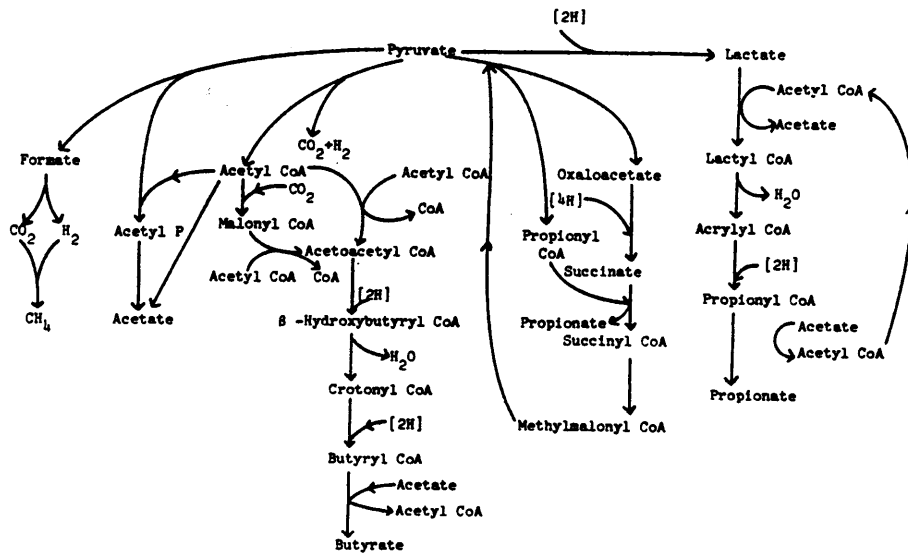 [2H]
Pyruvate
Lactate
Acetyl CoA
Acetate
CO2+H2
Formate
Acetyl CoA
Acetyl CoA
Oxaloacetate
Lactyl CoA
CO2
[4H]
H2O
CoA
CO2
H2
Acetyl P
Malonyl CoA
Propionyl
CoA
Acrylyl CoA
Acetoacetyl CoA
Acetyl CoA
CoA
Succinate
[2H]
[2H]
Propionyl CoA
CH4
Acetate
β -Hydroxybutyryl CoA
Propionate
Succinyl CoA
Acetate
Acetyl CoA
H2O
Crotonyl CoA
Propionate
[2H]
Methylmalonyl CoA
Butyryl CoA
Acetate
Acetyl CoA
Butyrate